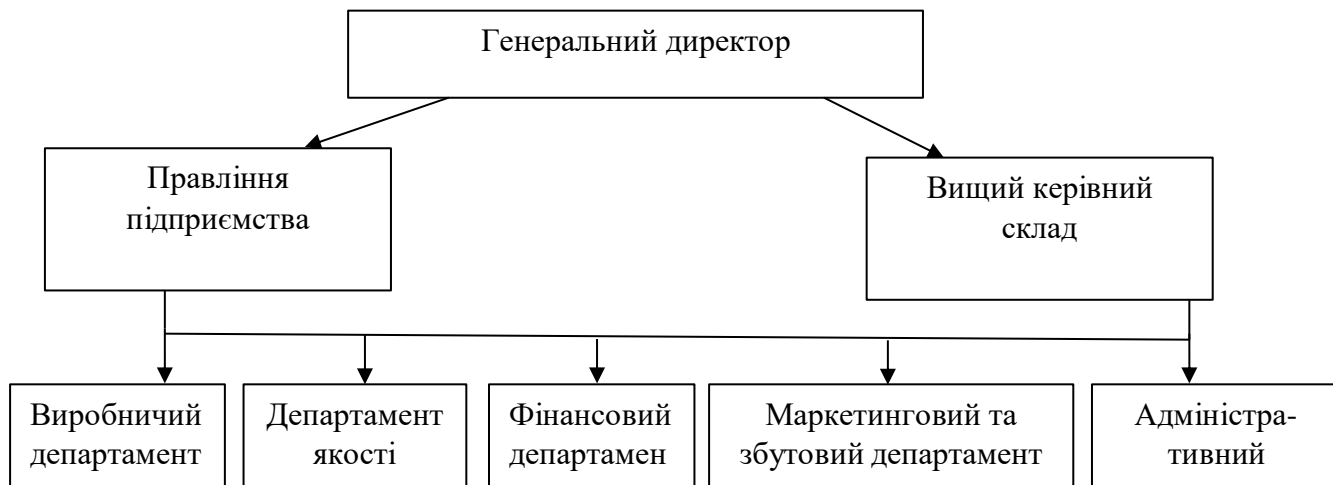 Генеральний директор
Правління
підприємства
Вищий керівний
склад
Виробничий
департамент
Департамент
якості
Фінансовий
департамен
Маркетинговий та
збутовий департамент
Адміністра-
тивний